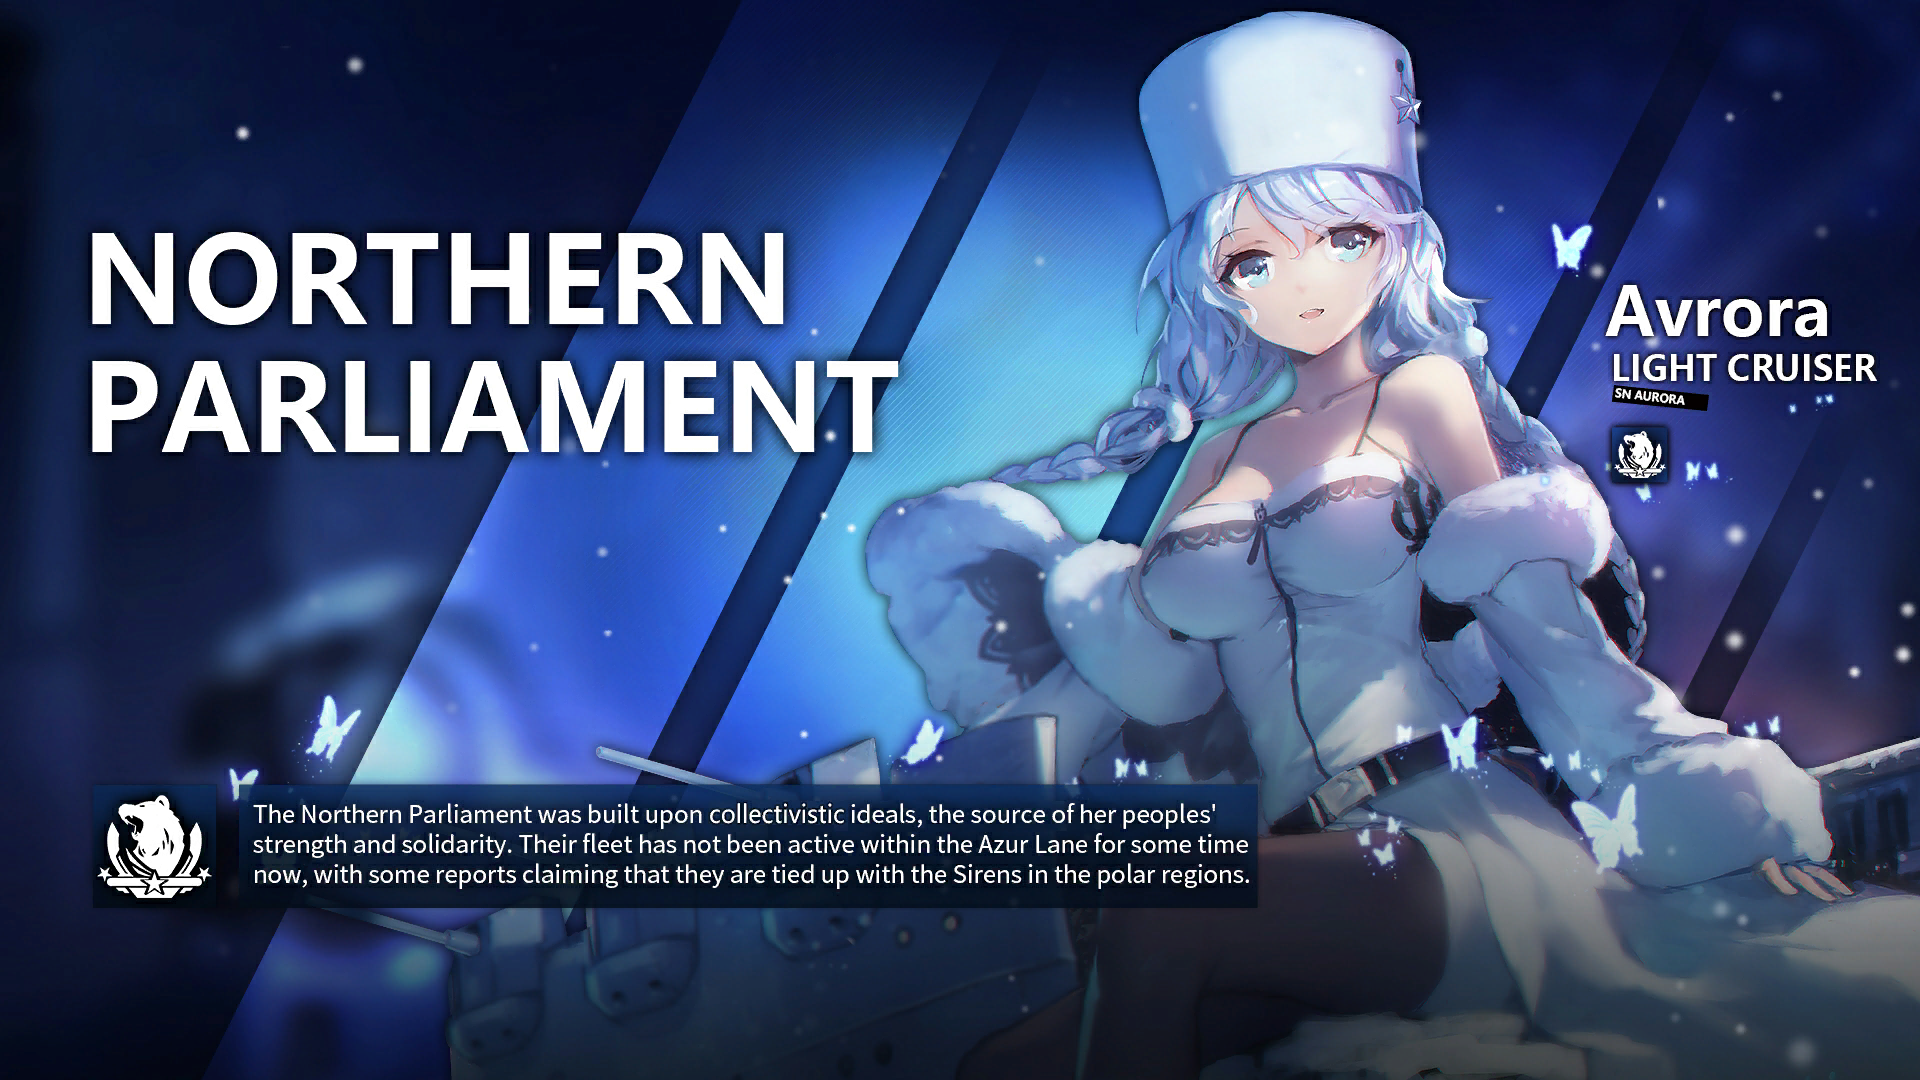 NORTHERN
PARLIAMENT
Avrora
LIGHT CRUISER
SN AURORA
The Northern Parliament was built upon collectivistic ideals, the source of her peoples'
strength and solidarity. Their fleet has not been active within the Azur Lane for some time
now, with some reports claiming that they are tied up with the Sirens in the polar regions.